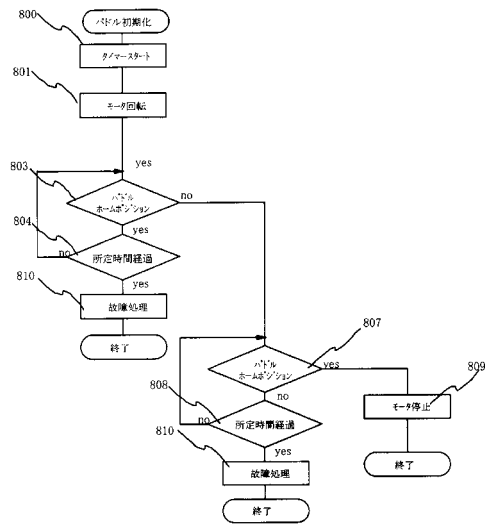 800
パドル初期化
タイマースタート
801
モータ回転
yes
803
パドル
ホームポジション
no
804
yes
no
所定時間経過
yes
810
故障処理
終了
807
パドル
ホームポジション
yes
809
808
no
モータ停止
no
所定時間経過
810
yes
終了
故障処理
終了